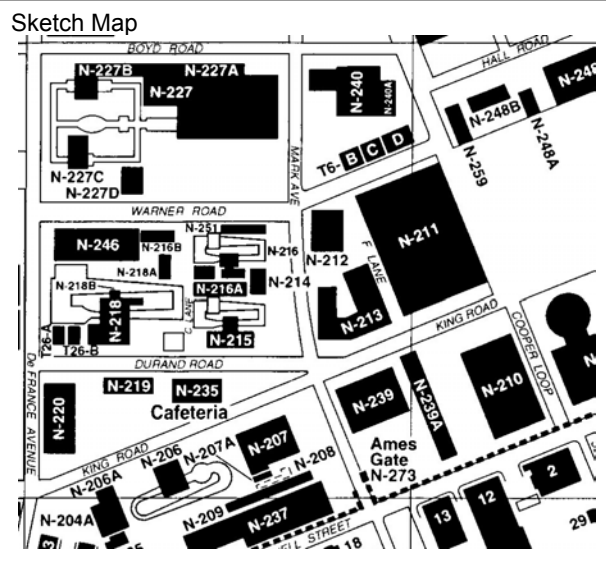 Sketch Map
BOYD ROAD
HALL ROAD
N-227B
N-227A
N-240
N-240A
N-248
N-227
N-248B
N-248A
T6-
B
C
D
N-259
N-227C
N-227D
MARK AVE
WARNER ROAD
N-251
N-246
N-216B
N-216
N-212
F LANE
N-211
N-218A
N-214
N-218B
N-216A
C LANE
N-218
N-213
N-215
KING ROAD
T26-A
T26-B
COOPER LOOP
De FRANCE AVENUE
DURAND ROAD
N-219
N-235
Cafeteria
N-220
N-239
N-239A
N-210
N-
KING ROAD
N-206
N-207A
N-207
Ames
Gate
N-273
N-206A
N-208
N-209
N-237
2
12
13
29
N-204A
ELL STREET
18